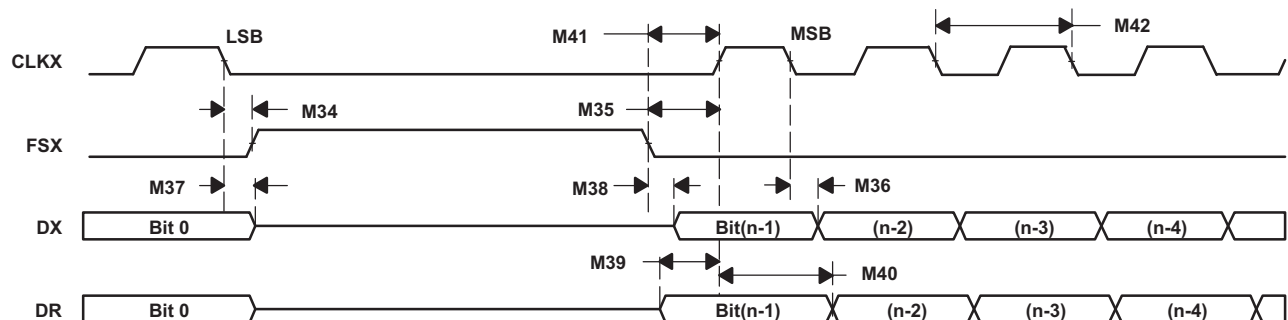 LSB
M41
MSB
M42
CLKX
M34
M35
FSX
M37
M38
M36
DX
Bit 0
Bit(n-1)
(n-2)
(n-3)
(n-4)
M39
M40
DR
Bit 0
Bit(n-1)
(n-2)
(n-3)
(n-4)